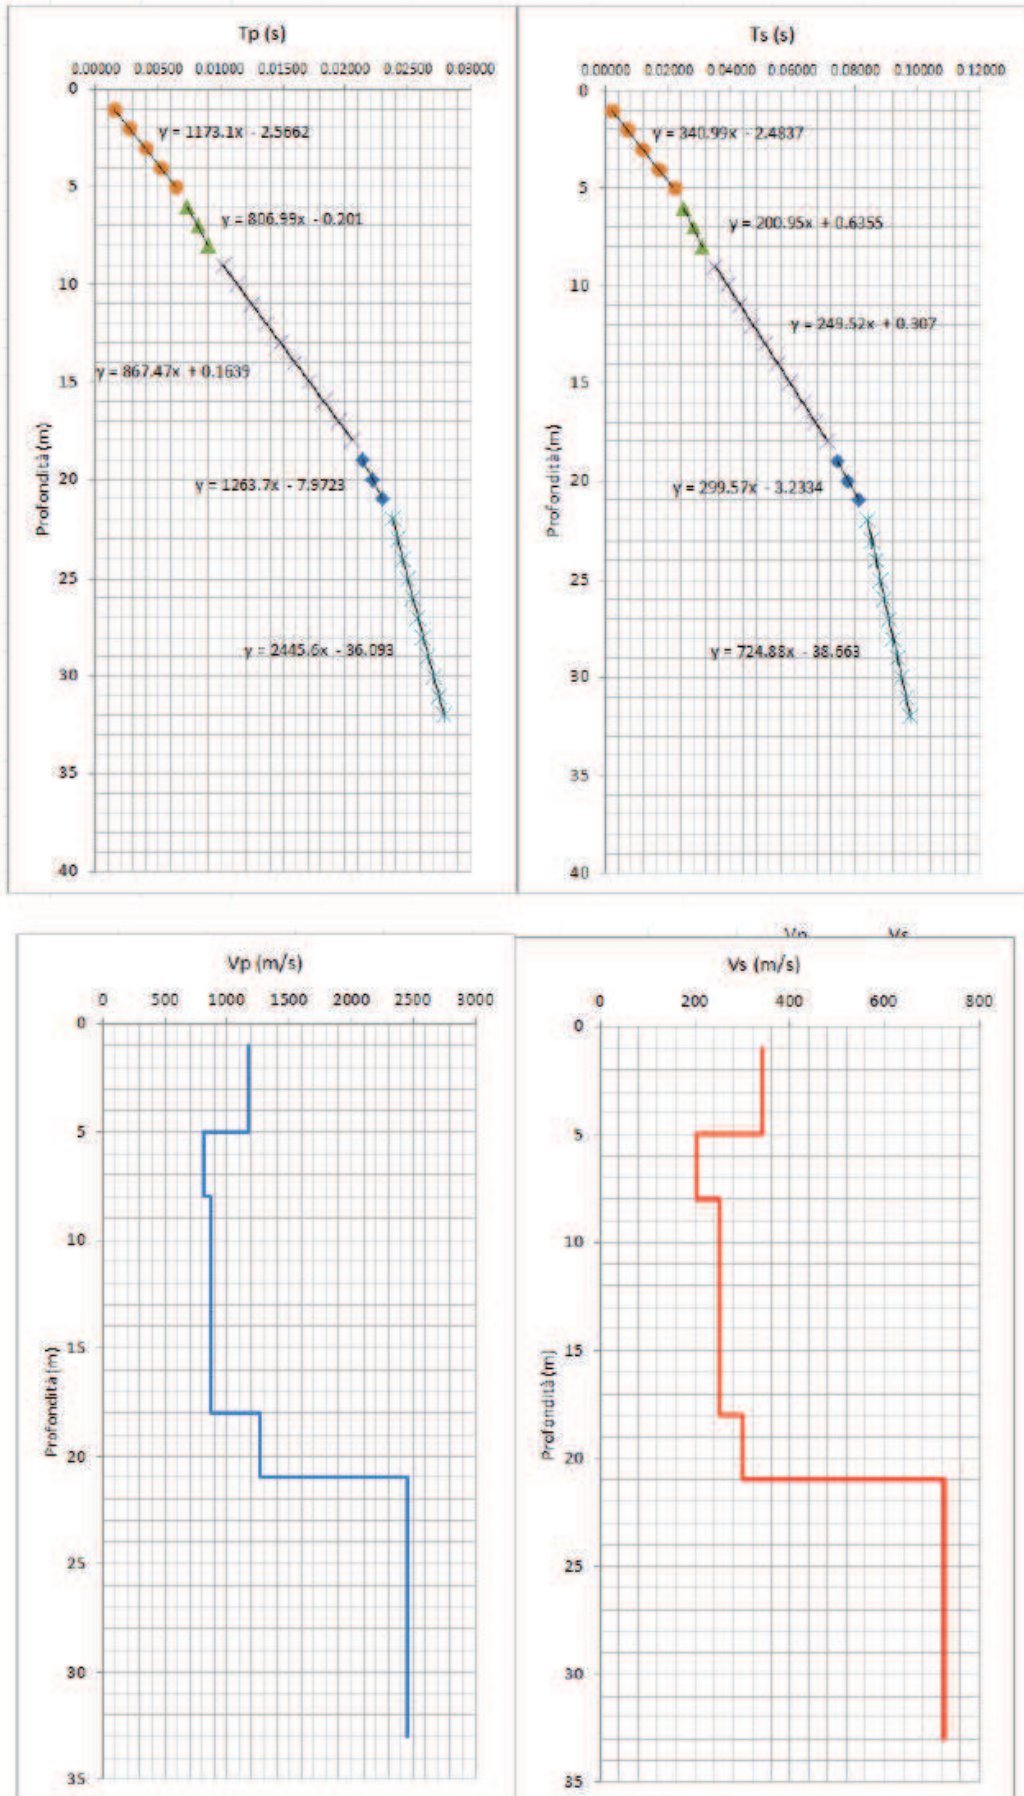 Tp (s)
0.00000 0.00500 0.01000 0.01500 0.02000 0.02500 0.03000
0
5
10
15
20
25
30
35
40
Profondità (m)
y = 1173.1x - 2.5662
y = 806.99x - 0.201
y = 867.47x + 0.1639
y = 1263.7x - 7.9723
y = 2445.6x - 36.093
Ts (s)
0.00000 0.02000 0.04000 0.06000 0.08000 0.10000 0.12000
0
5
10
15
20
25
30
35
40
Profondità (m)
y = 340.99x - 2.4837
y = 200.95x + 0.6355
y = 249.52x + 0.307
y = 299.57x - 3.2334
y = 724.88x - 38.663
Vp Vs
Vp (m/s)
0 500 1000 1500 2000 2500 3000
0
5
10
15
20
25
30
35
Profondità (m)
Vs (m/s)
0 200 400 600 800
0
5
10
15
20
25
30
35
Profondità (m)